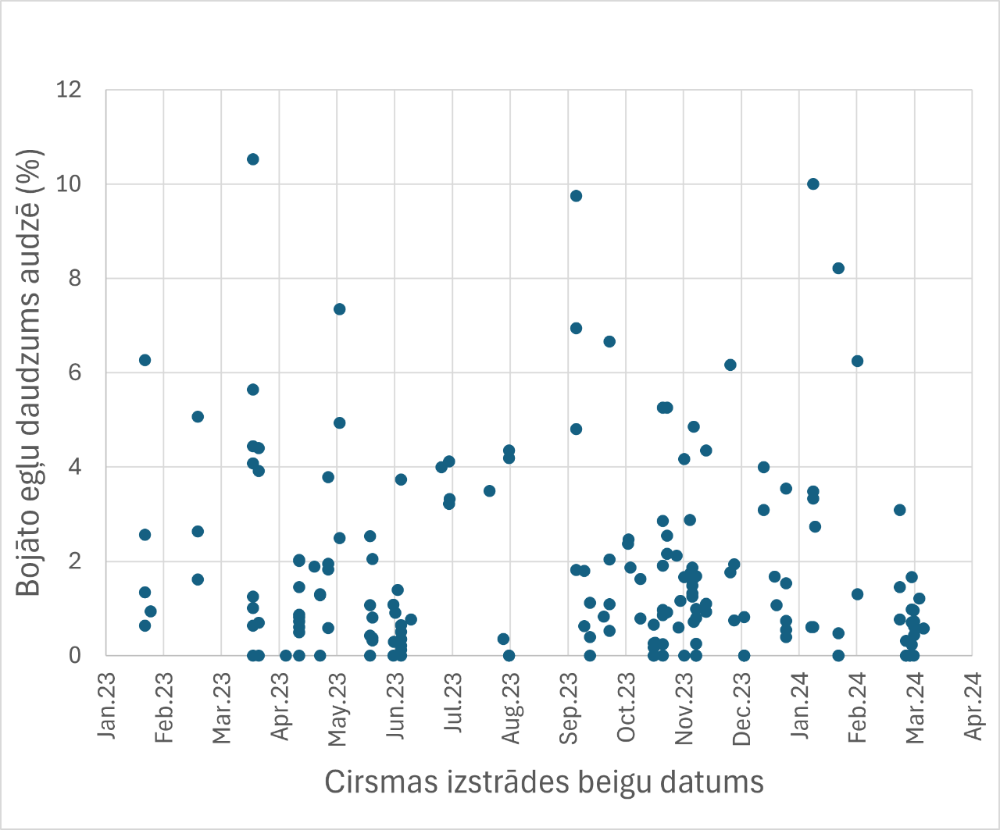 Bojāto egļu daudzums audzē (%)
12
10
8
6
4
2
0
Jan.23
Feb.23
Mar.23
Apr.23
May.23
Jun.23
Jul.23
Aug.23
Sep.23
Oct.23
Nov.23
Dec.23
Jan.24
Feb.24
Mar.24
Apr.24
Cirsmas izstrādes beigu datums